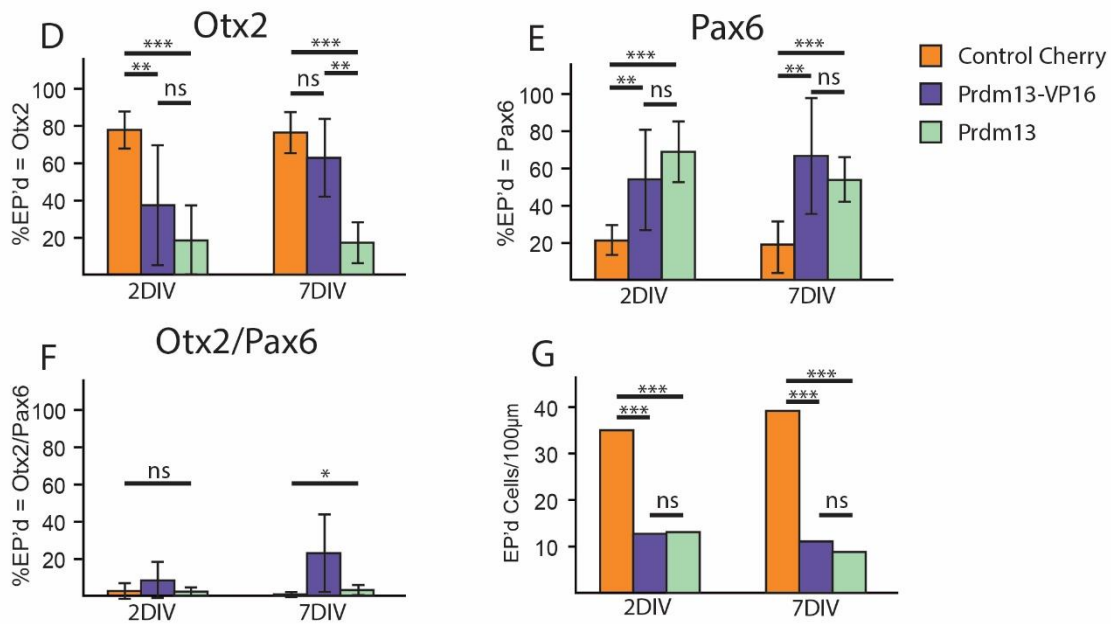 D
Otx2
***
**
ns
***
ns
**
%EP'd = Otx2
100
80
60
40
20
2DIV
7DIV
E
Pax6
***
**
ns
***
**
ns
%EP'd = Pax6
100
80
60
40
20
2DIV
7DIV
Control Cherry
Prdm13-VP16
Prdm13
F
Otx2/Pax6
ns
*
%EP'd = Otx2/Pax6
100
80
60
40
20
2DIV
7DIV
G
***
***
ns
***
***
ns
EP'd Cells/100µm
40
30
20
10
2DIV
7DIV